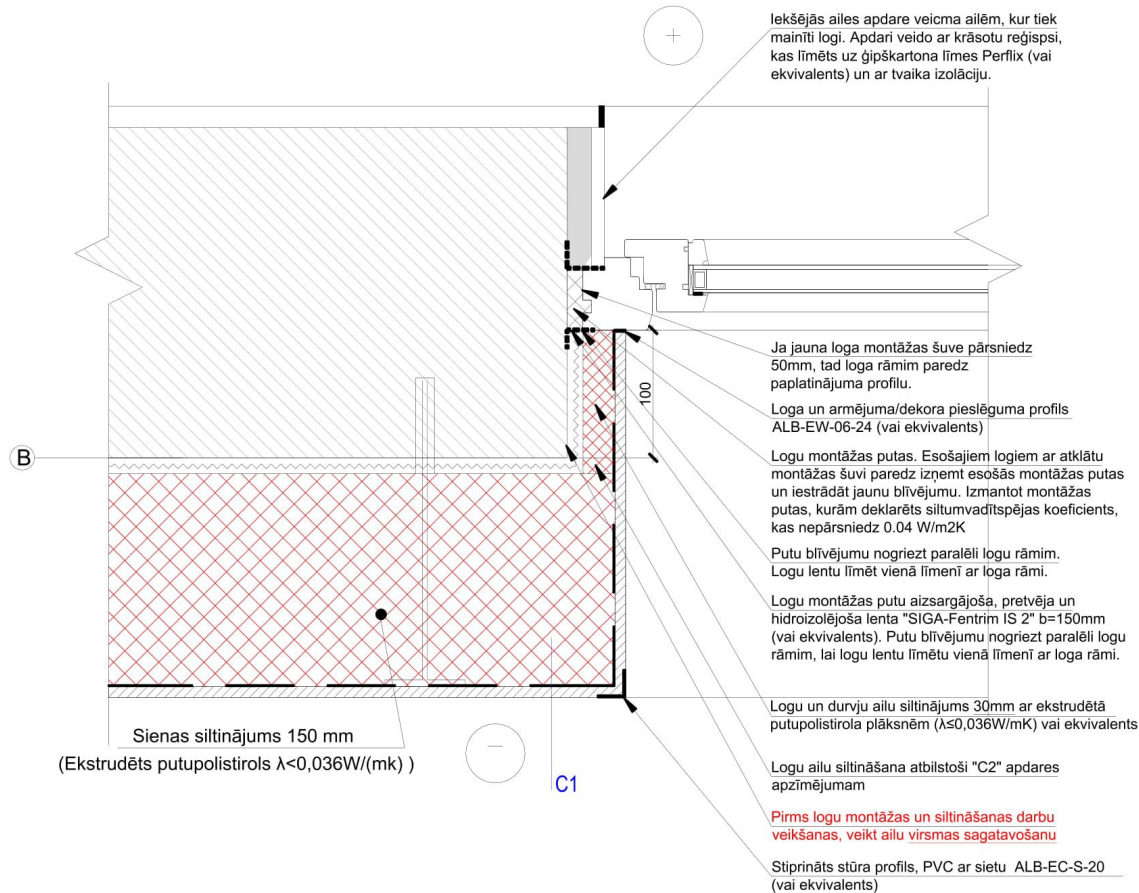 Iekšējās ailes apdare veicma ailēm, kur tiek
mainīti logi. Apdari veido ar krāsotu reģispsi,
kas līmēts uz ģipškartona līmes Perflix (vai
ekvivalents) un ar tvaika izolāciju.
+
Ja jauna loga montāžas šuve pārsniedz
50mm, tad loga rāmim paredz
paplatinājuma profilu.
100
Loga un armējuma/dekora pieslēguma profils
ALB-EW-06-24 (vai ekvivalents)
B
Logu montāžas putas. Esošajiem logiem ar atklātu
montāžas šuvi paredz izņemt esošās montāžas putas
un iestrādāt jaunu blīvējumu. Izmantot montāžas
putas, kurām deklarēts siltumvadītspējas koeficients,
kas nepārsniedz 0.04 W/m2K
Putu blīvējumu nogriezt paralēli logu rāmim.
Logu lentu līmēt vienā līmenī ar loga rāmi.
Logu montāžas putu aizsargājoša, pretvēja un
hidroizolējoša lenta "SIGA-Fentrim IS 2" b=150mm
(vai ekvivalents). Putu blīvējumu nogriezt paralēli logu
rāmim, lai logu lentu līmētu vienā līmenī ar loga rāmi.
Logu un durvju ailu siltinājums 30mm ar ekstrudētā
putupolistirola plāksnēm (λ≤0,036W/mK) vai ekvivalents
Sienas siltinājums 150 mm
(Ekstrudēts putupolistirols λ<0,036W/(mk) )
−
C1
Logu ailu siltināšana atbilstoši "C2" apdares
apzīmējumam
Pirms logu montāžas un siltināšanas darbu
veikšanas, veikt ailu virsmas sagatavošanu
Stiprināts stūra profils, PVC ar sietu ALB-EC-S-20
(vai ekvivalents)